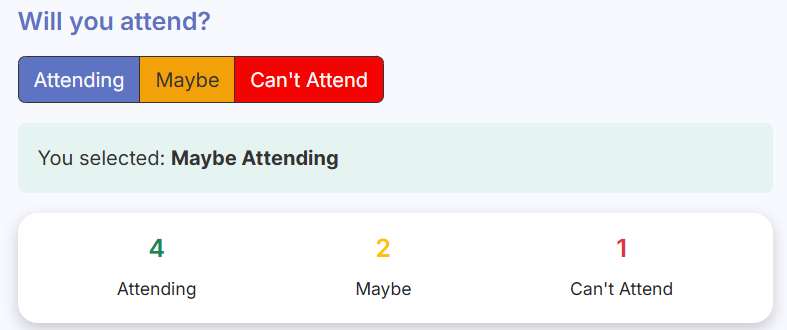 Will you attend?
Attending Maybe Can't Attend
You selected: Maybe Attending
4 2 1
Attending Maybe Can't Attend